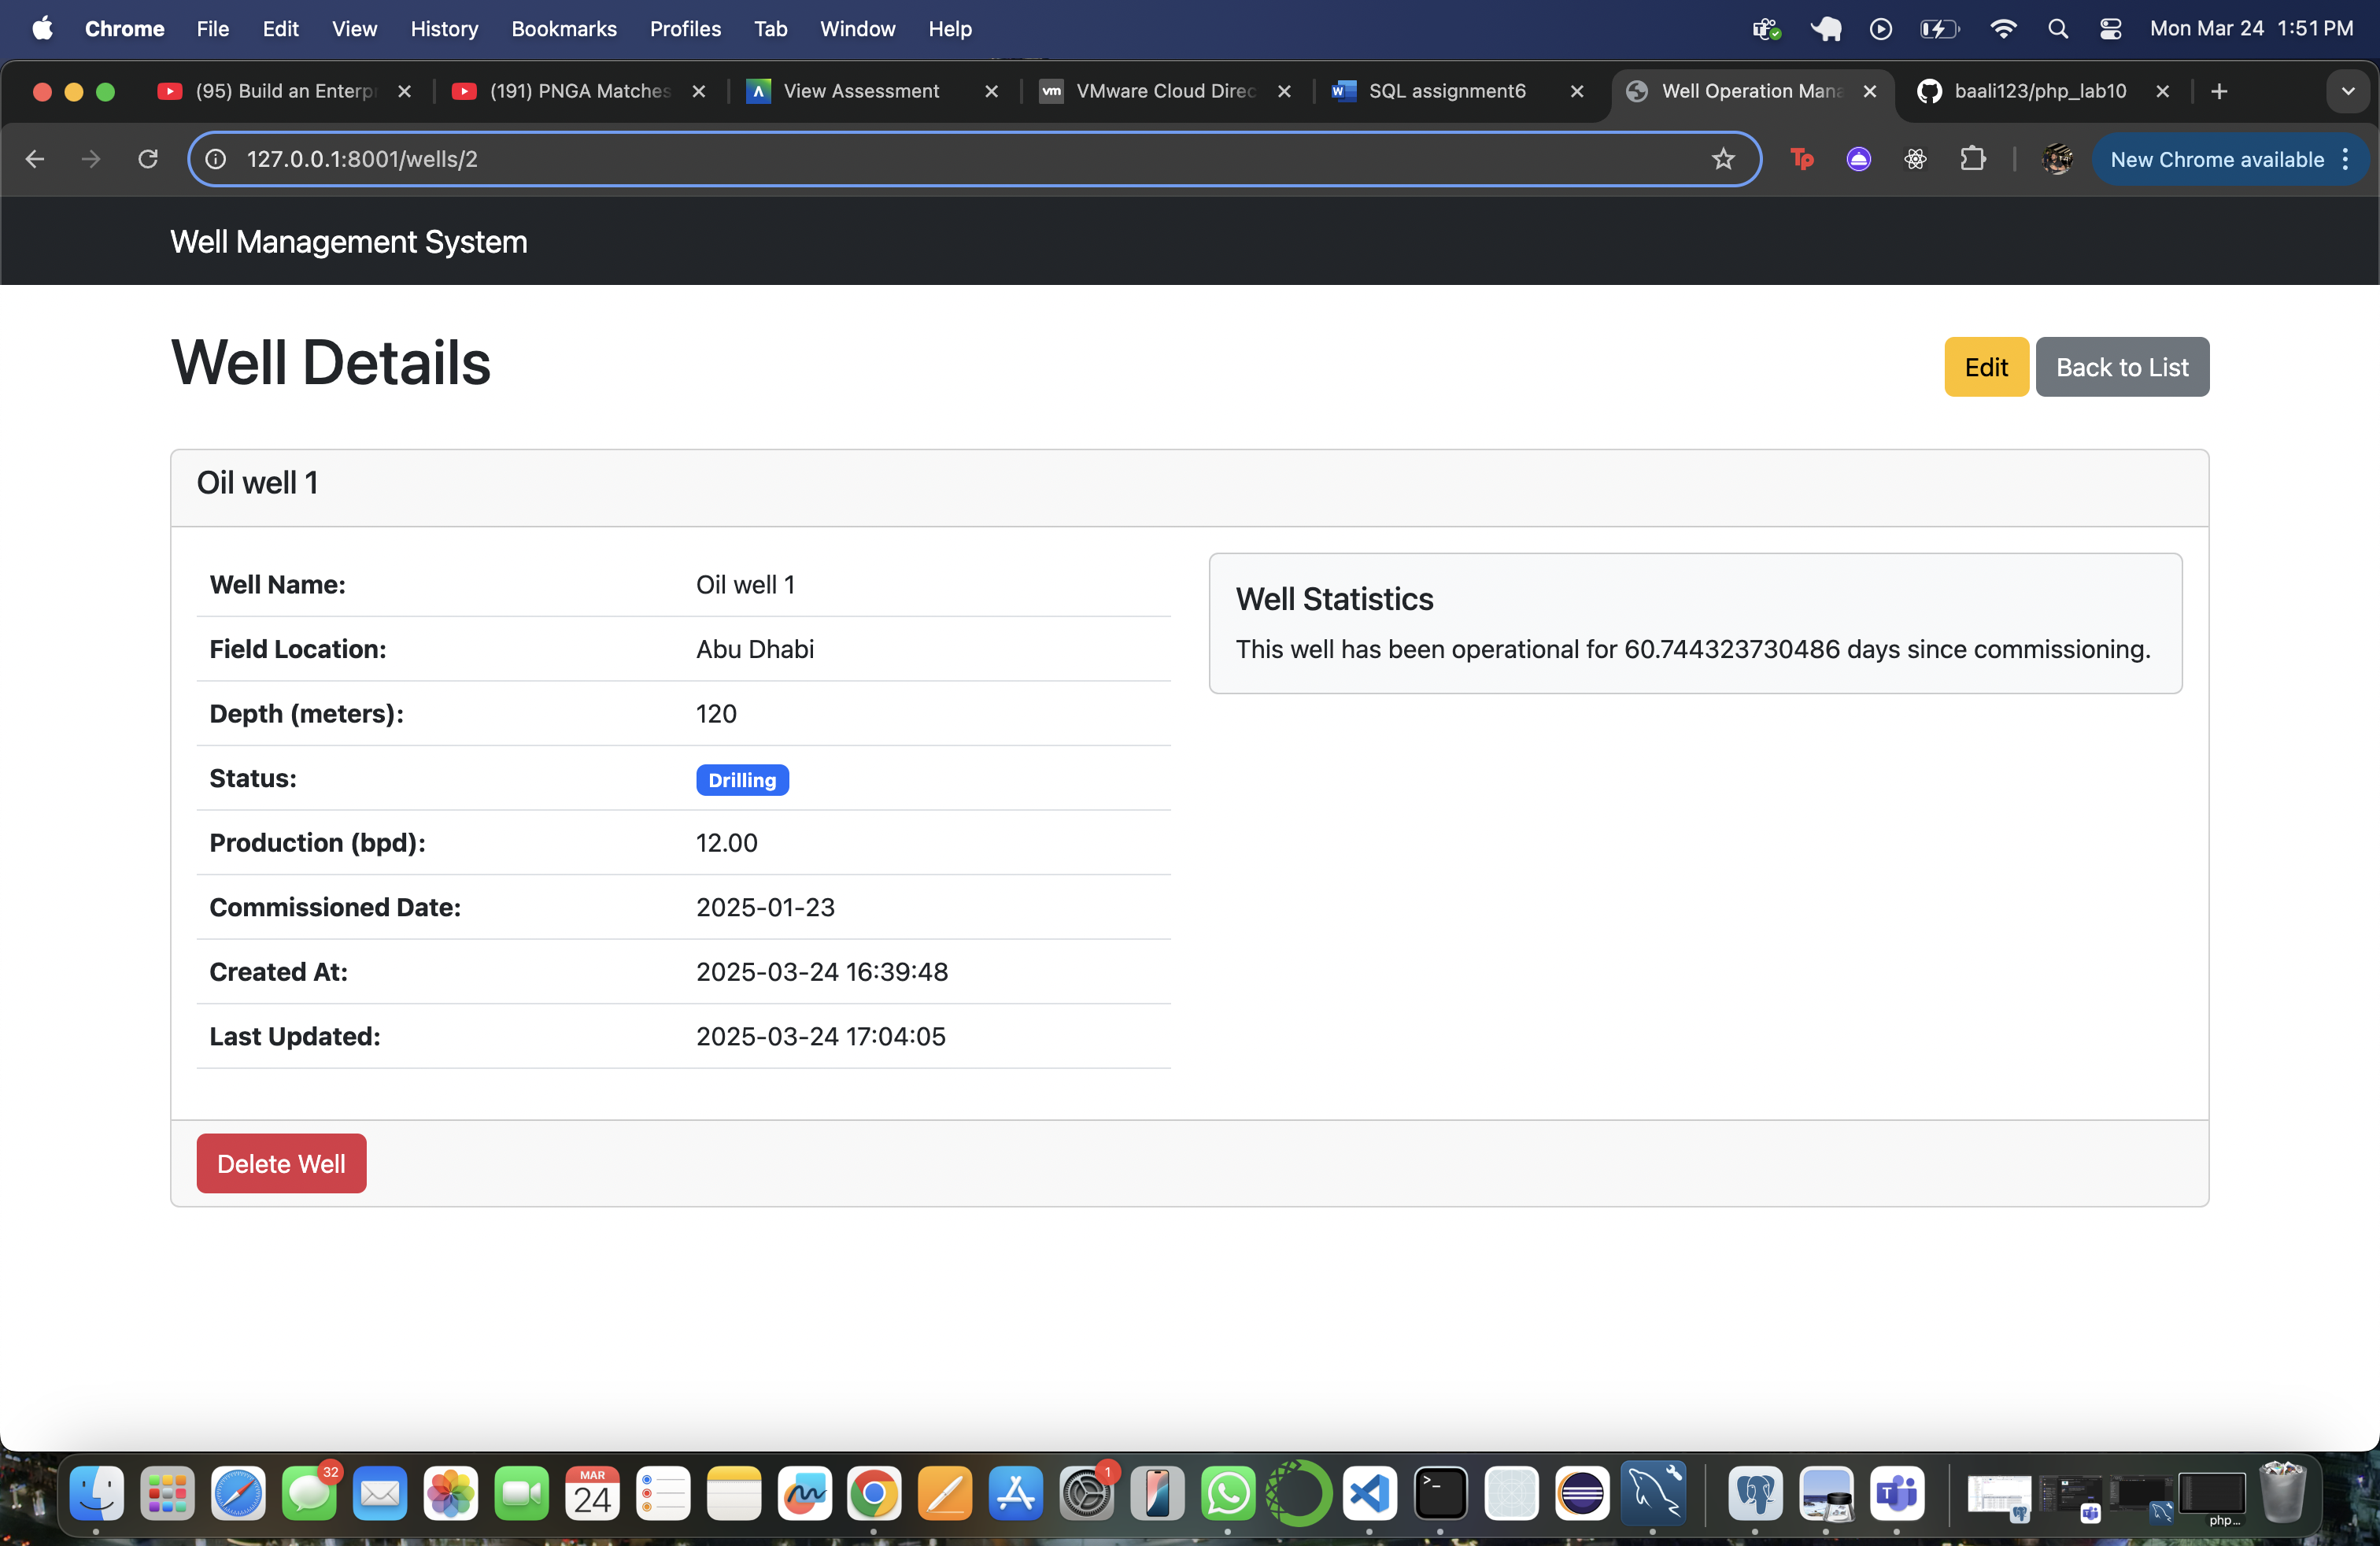 Chrome File Edit View History Bookmarks Profiles Tab Window Help Mon Mar 24 1:51 PM
(95) Build an Enterp (191) PNGA Matches View Assessment vm VMware Cloud Direc SQL assignment6 Well Operation Mana baali123/php_lab10
127.0.0.1:8001/wells/2 Tp New Chrome available
Well Management System
Well Details
Edit Back to List
Oil well 1
Well Name: Oil well 1
Field Location: Abu Dhabi
Depth (meters): 120
Status: Drilling
Production (bpd): 12.00
Commissioned Date: 2025-01-23
Created At: 2025-03-24 16:39:48
Last Updated: 2025-03-24 17:04:05
Well Statistics
This well has been operational for 60.744323730486 days since commissioning.
Delete Well
32
MAR
24
1
php...